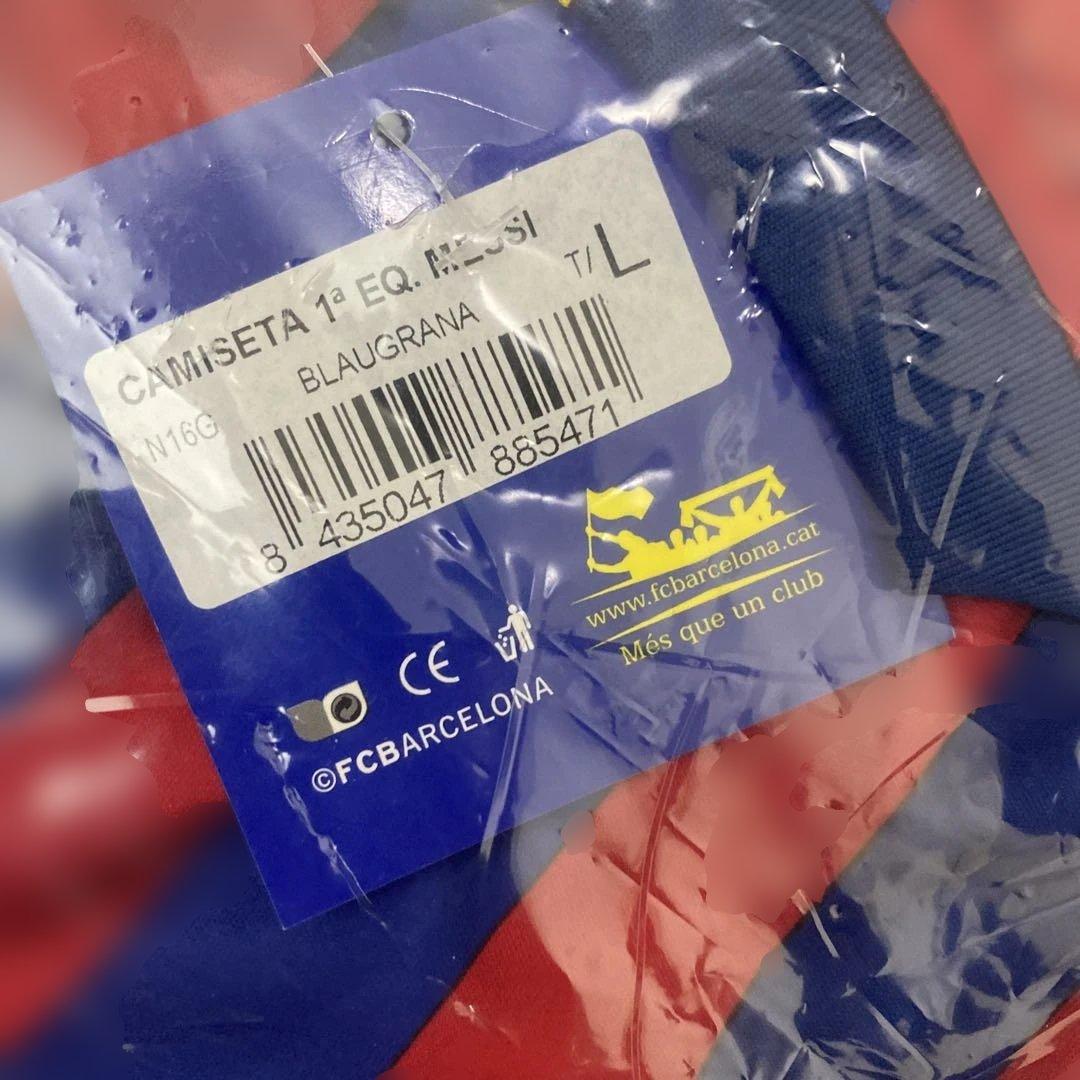 CAMISETA 1ª EQ. MESSI
T/L
BLAUGRANA
N16G
8 435047 885471
www.fcbarcelona.cat
Més que un club
CE
©FCBARCELONA